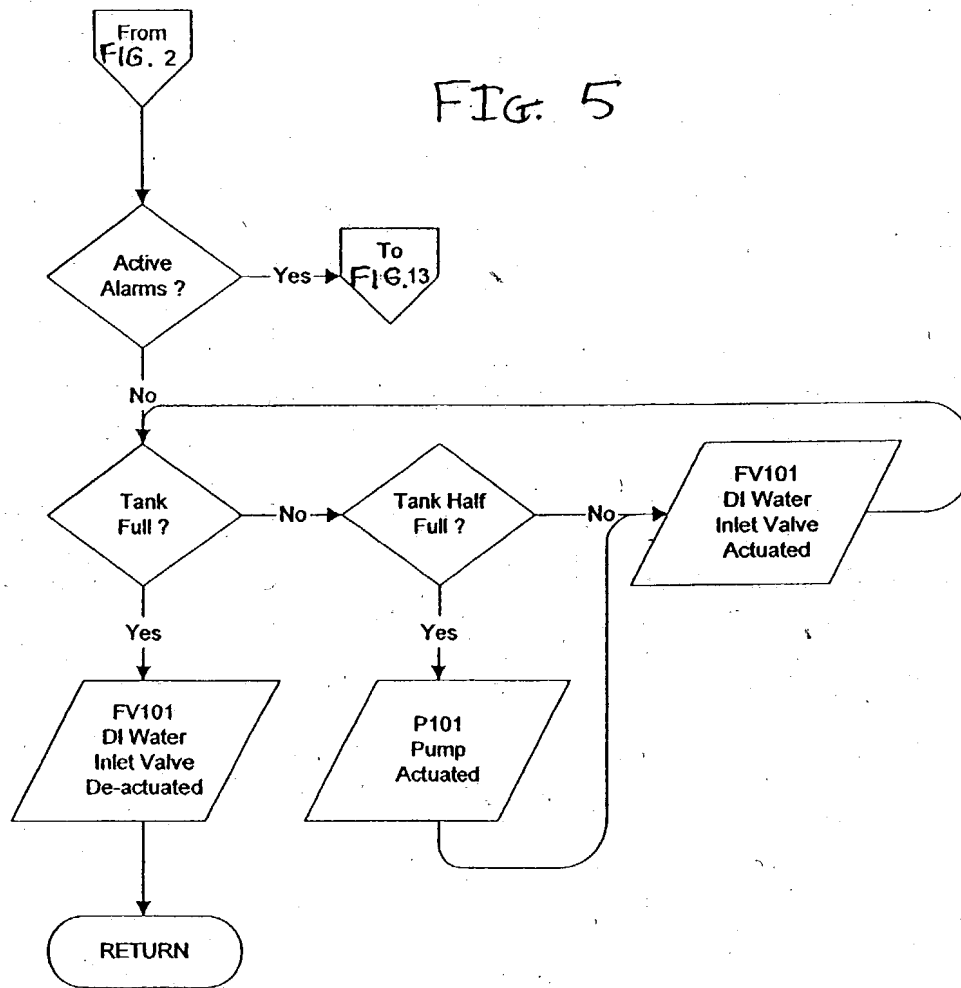 From
FIG. 2
FIG. 5
Active
Alarms ?
Yes
To
FIG.13
No
Tank
Full ?
No
Tank Half
Full ?
No
FV101
DI Water
Inlet Valve
Actuated
Yes
Yes
FV101
DI Water
Inlet Valve
De-actuated
P101
Pump
Actuated
RETURN